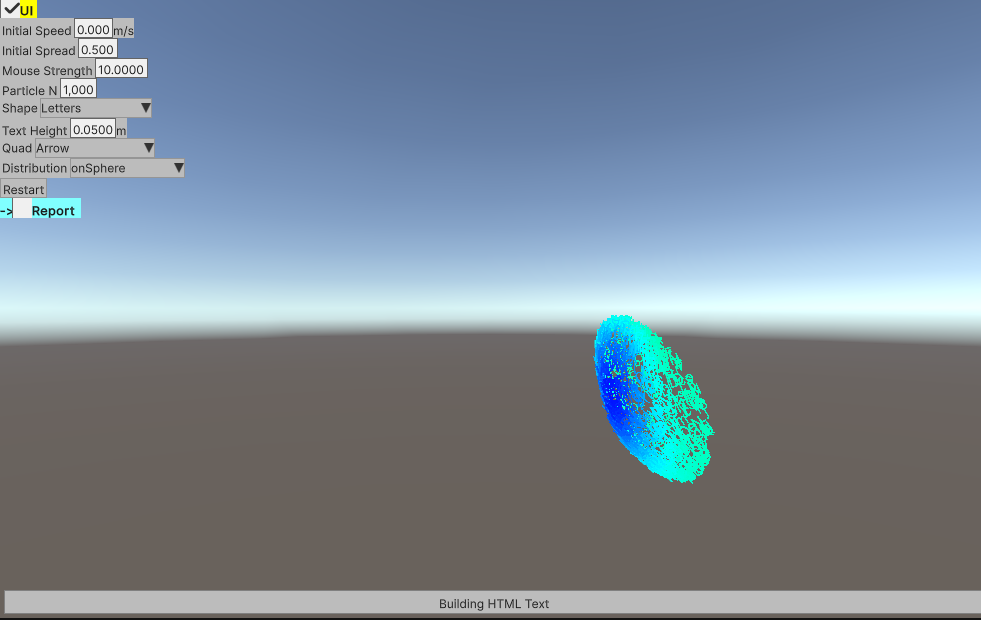 UI
Initial Speed 0.000 m/s
Initial Spread 0.500
Mouse Strength 10.0000
Particle N 1,000
Shape Letters
Text Height 0.0500 m
Quad Arrow
Distribution onSphere
Restart
-> Report
Building HTML Text